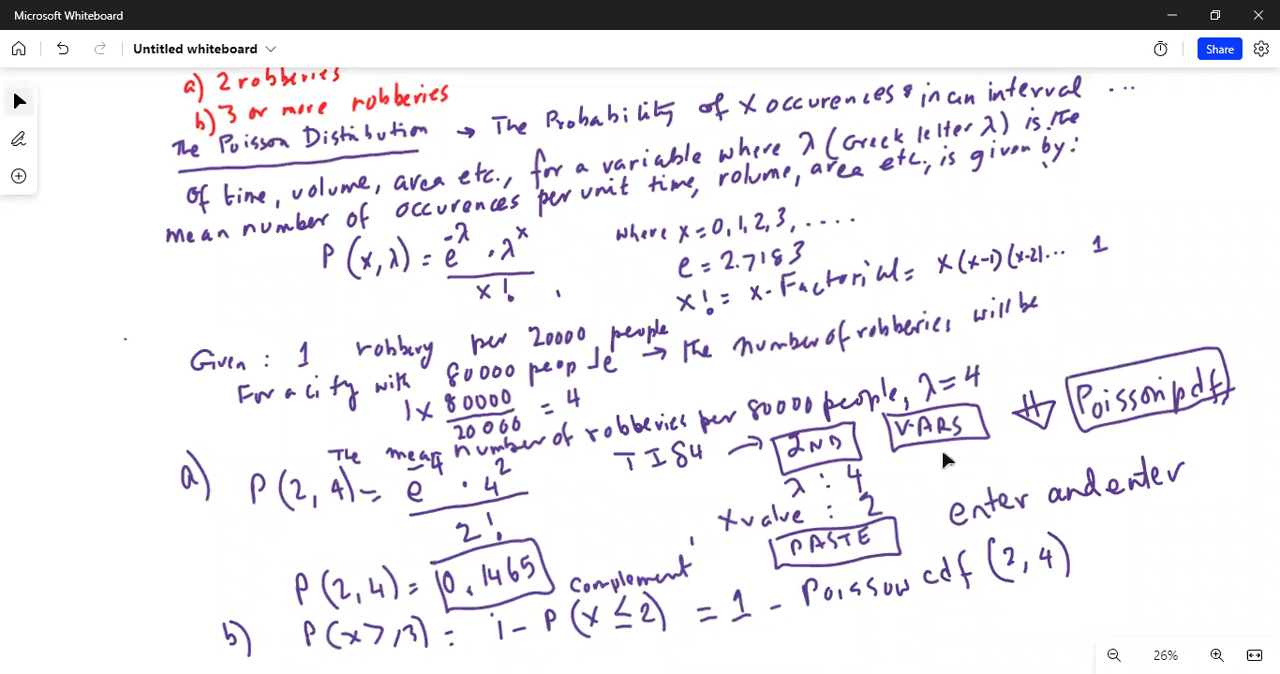 Microsoft Whiteboard
Untitled whiteboard
Share
a) 2 robberies
b) 3 or more robberies
The Poisson Distribution → The Probability of X occurences in an interval ...
of time, volume, area etc., for a variable where λ (Greek letter λ) is the
mean number of occurences per unit time, volume, area etc, is given by:
P (x, λ) = e^-λ · λ^x / x! ,
where x = 0, 1, 2, 3, ....
e = 2.7183
x! = x - Factorial = x(x-1)(x-2)... 1
Given : 1 robbery per 20000 people
For a city with 80000 people → the number of robberies will be
1 x 80000 / 20000 = 4
The mean number of robberies per 80000 people, λ = 4
TI84 → 2ND VARS ⇓ Poissonpdf
λ : 4
x value : 2
PASTE
enter and enter
a) P(2, 4) = e^-4 · 4^2 / 2!
P(2, 4) = 0.1465
complement
b) P(x ≥ 3) = 1 - P(x ≤ 2) = 1 - Poisson cdf (2, 4)
26%